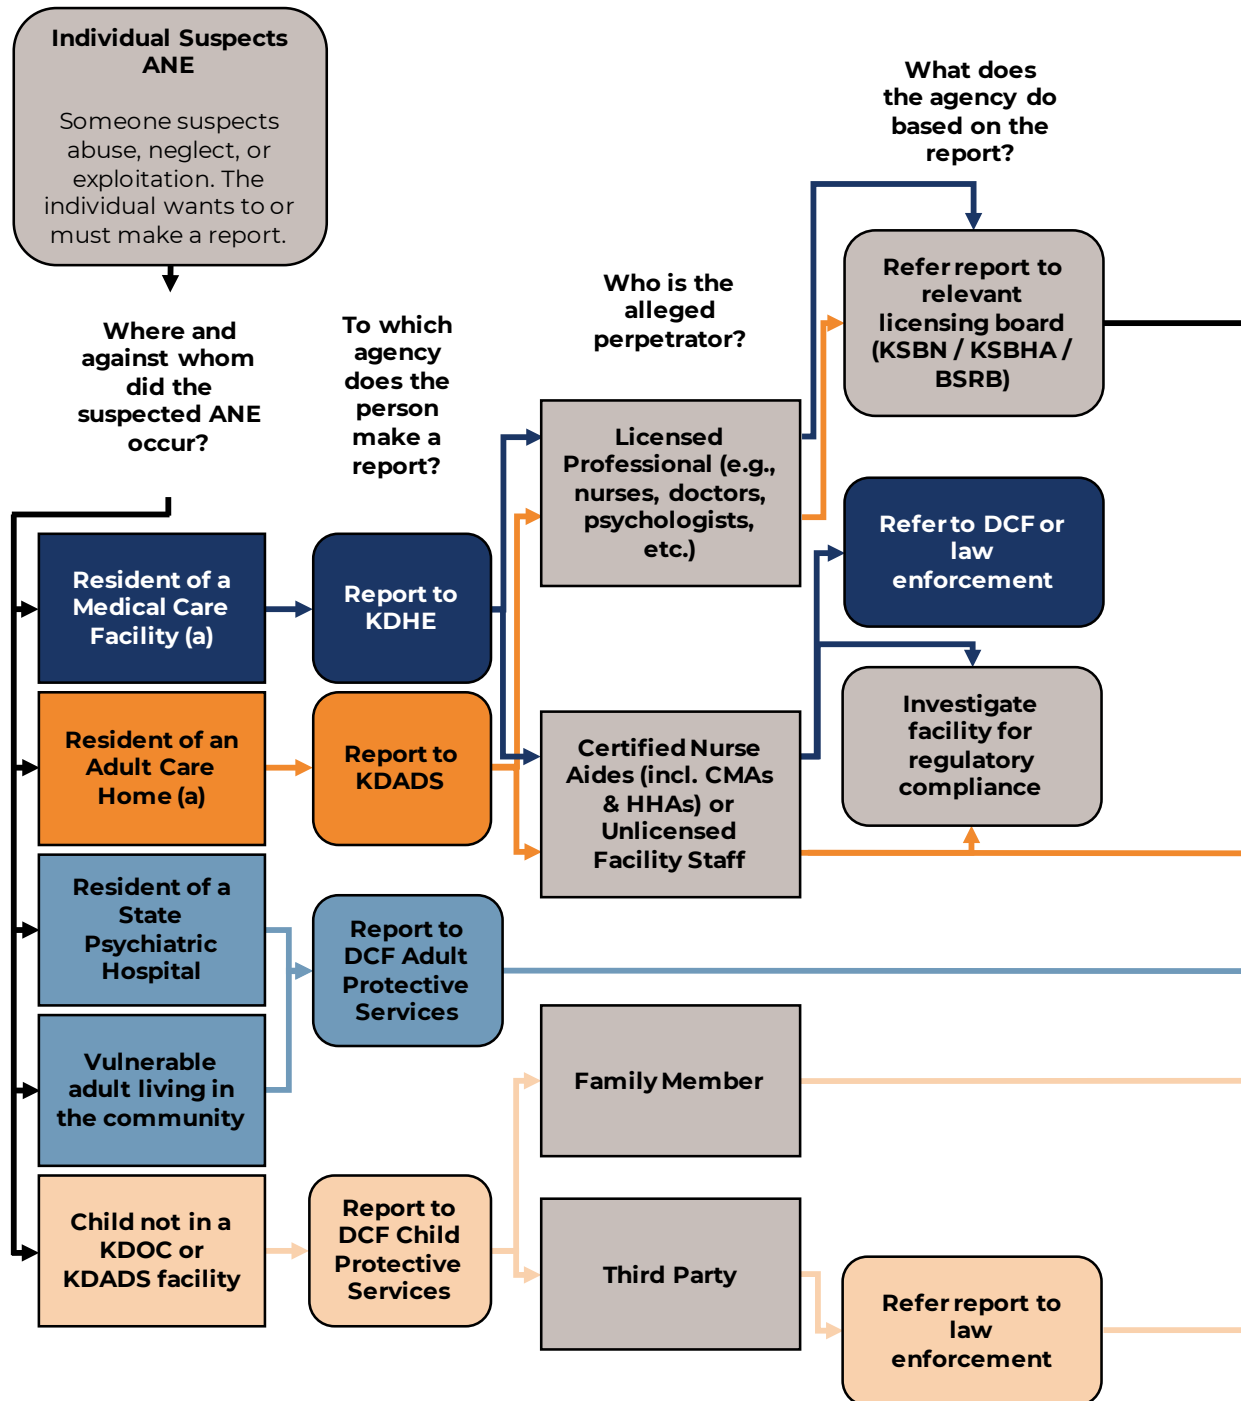 Individual Suspects
ANE
Someone suspects
abuse, neglect, or
exploitation. The
individual wants to or
must make a report.
Where and
against whom
did the
suspected ANE
occur?
To which
agency
does the
person
make a
report?
Who is the
alleged
perpetrator?
What does
the agency do
based on the
report?
Resident of a
Medical Care
Facility (a)
Report to
KDHE
Licensed
Professional (e.g.,
nurses, doctors,
psychologists,
etc.)
Refer report to
relevant
licensing board
(KSBN / KSBHA /
BSRB)
Refer to DCF or
law
enforcement
Resident of an
Adult Care
Home (a)
Report to
KDADS
Certified Nurse
Aides (incl. CMAs
& HHAs) or
Unlicensed
Facility Staff
Investigate
facility for
regulatory
compliance
Resident of a
State
Psychiatric
Hospital
Vulnerable
adult living in
the community
Report to
DCF Adult
Protective
Services
Child not in a
KDOC or
KDADS facility
Report to
DCF Child
Protective
Services
Family Member
Third Party
Refer report to
law
enforcement